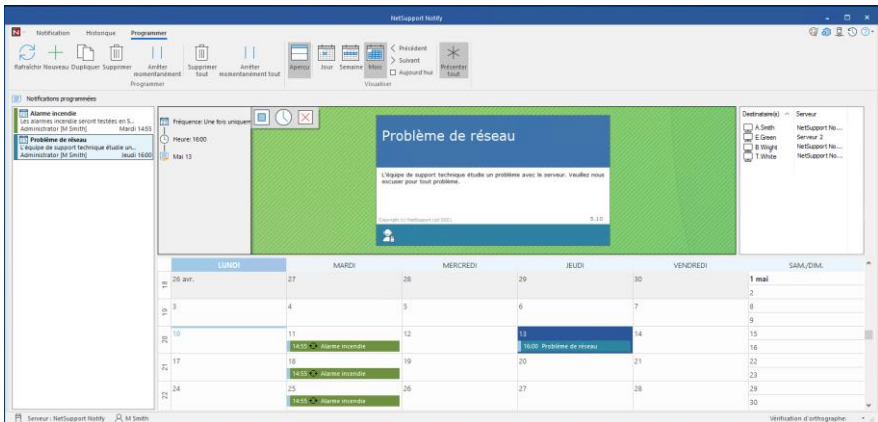 NetSupport Notify
Notification Historique Programmer
Rafraîchir Nouveau Dupliquer Supprimer Arrêter momentanément Supprimer tout Arrêter momentanément tout Aperçu Jour Semaine Mois Précédent Suivant Aujourd'hui Présenter tout
Programmer Visualiser
Notifications programmées
Alarme incendie
Les alarmes incendie seront testées en S...
Administrator [M Smith] Mardi 14:55
Problème de réseau
L'équipe de support technique étudie un...
Administrator [M Smith] Jeudi 16:00
Fréquence: Une fois uniquem
Heure: 16:00
Mai 13
Problème de réseau
L'équipe de support technique étudie un problème avec le serveur. Veuillez nous
excuser pour tout problème.
5.10
Destinataire(s) Serveur
A.Smith NetSupport No...
E.Green Serveur 2
B.Wright NetSupport No...
T.White NetSupport No...
LUNDI MARDI MERCREDI JEUDI VENDREDI SAM./DIM.
18 26 avr. 27 28 29 30 1 mai
2
19 3 4 5 6 7 8
9
20 10 11 12 13 14 15
14:55 Alarme incendie 16:00 Problème de réseau 16
21 17 18 19 20 21 22
14:55 Alarme incendie 23
22 24 25 26 27 28 29
14:55 Alarme incendie 30
Serveur : NetSupport Notify M Smith Vérification d'orthographe: